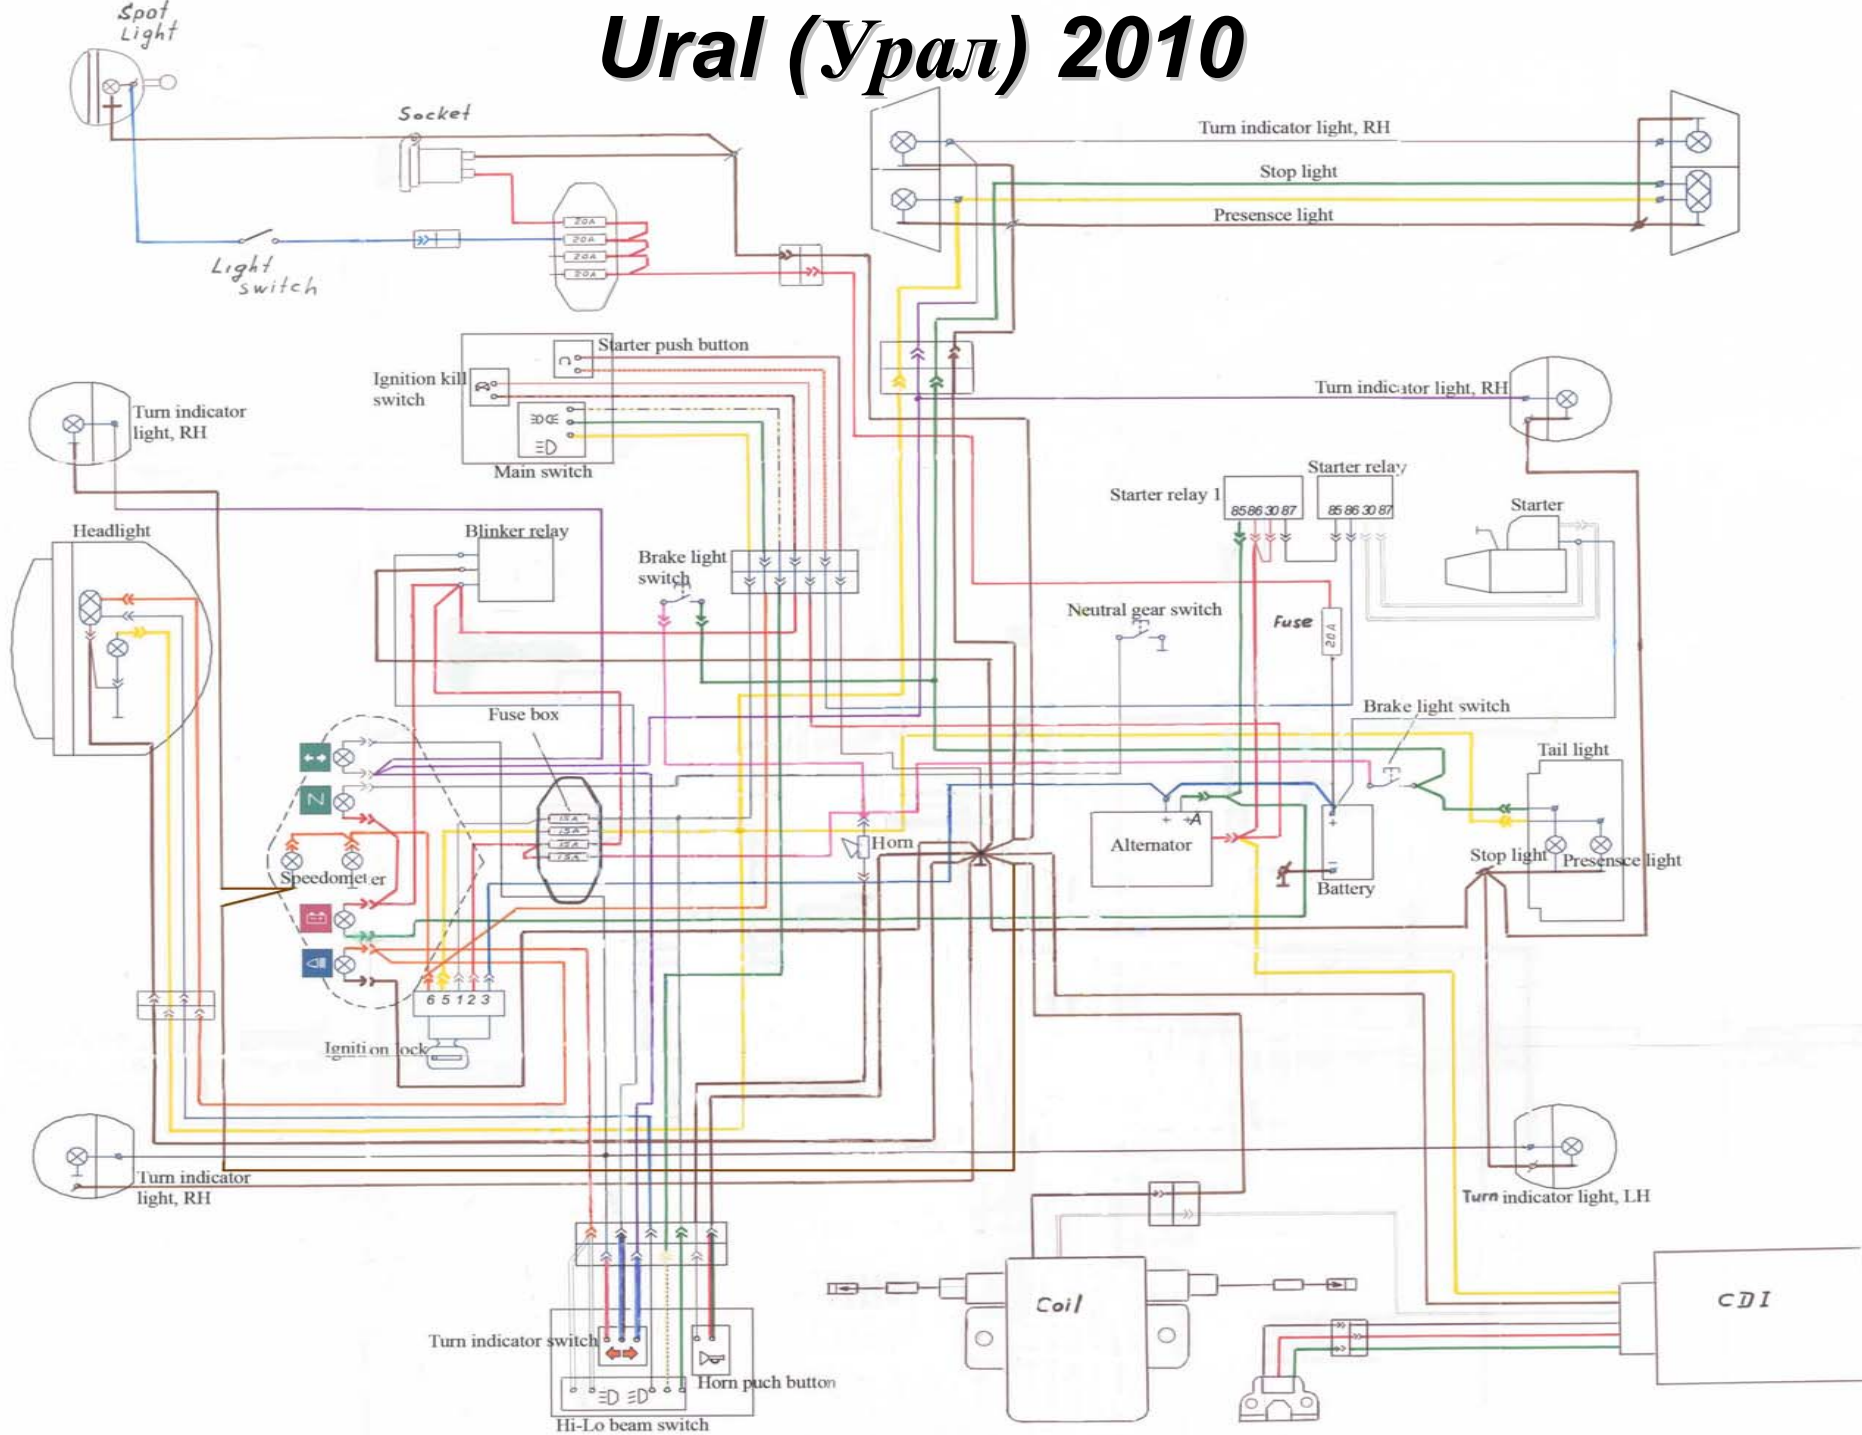 Ural (Урал) 2010
Spot
Light
Socket
Turn indicator light, RH
Stop light
Presensce light
20A
20A
20A
20A
Light
switch
Starter push button
Ignition kill
switch
Main switch
Turn indicator
light, RH
Turn indicator light, RH
Starter relay
Starter relay 1
85 86 30 87
85 86 30 87
Starter
Headlight
Blinker relay
Brake light
switch
Neutral gear switch
Fuse
20A
Fuse box
Brake light switch
Tail light
N
15A
15A
15A
15A
Horn
+ +A
Alternator
+
Battery
Stop light
Presensce light
Speedometer
6 5 1 2 3
Ignition lock
Turn indicator
light, RH
Turn indicator light, LH
Coil
CDI
Turn indicator switch
Horn puch button
Hi-Lo beam switch